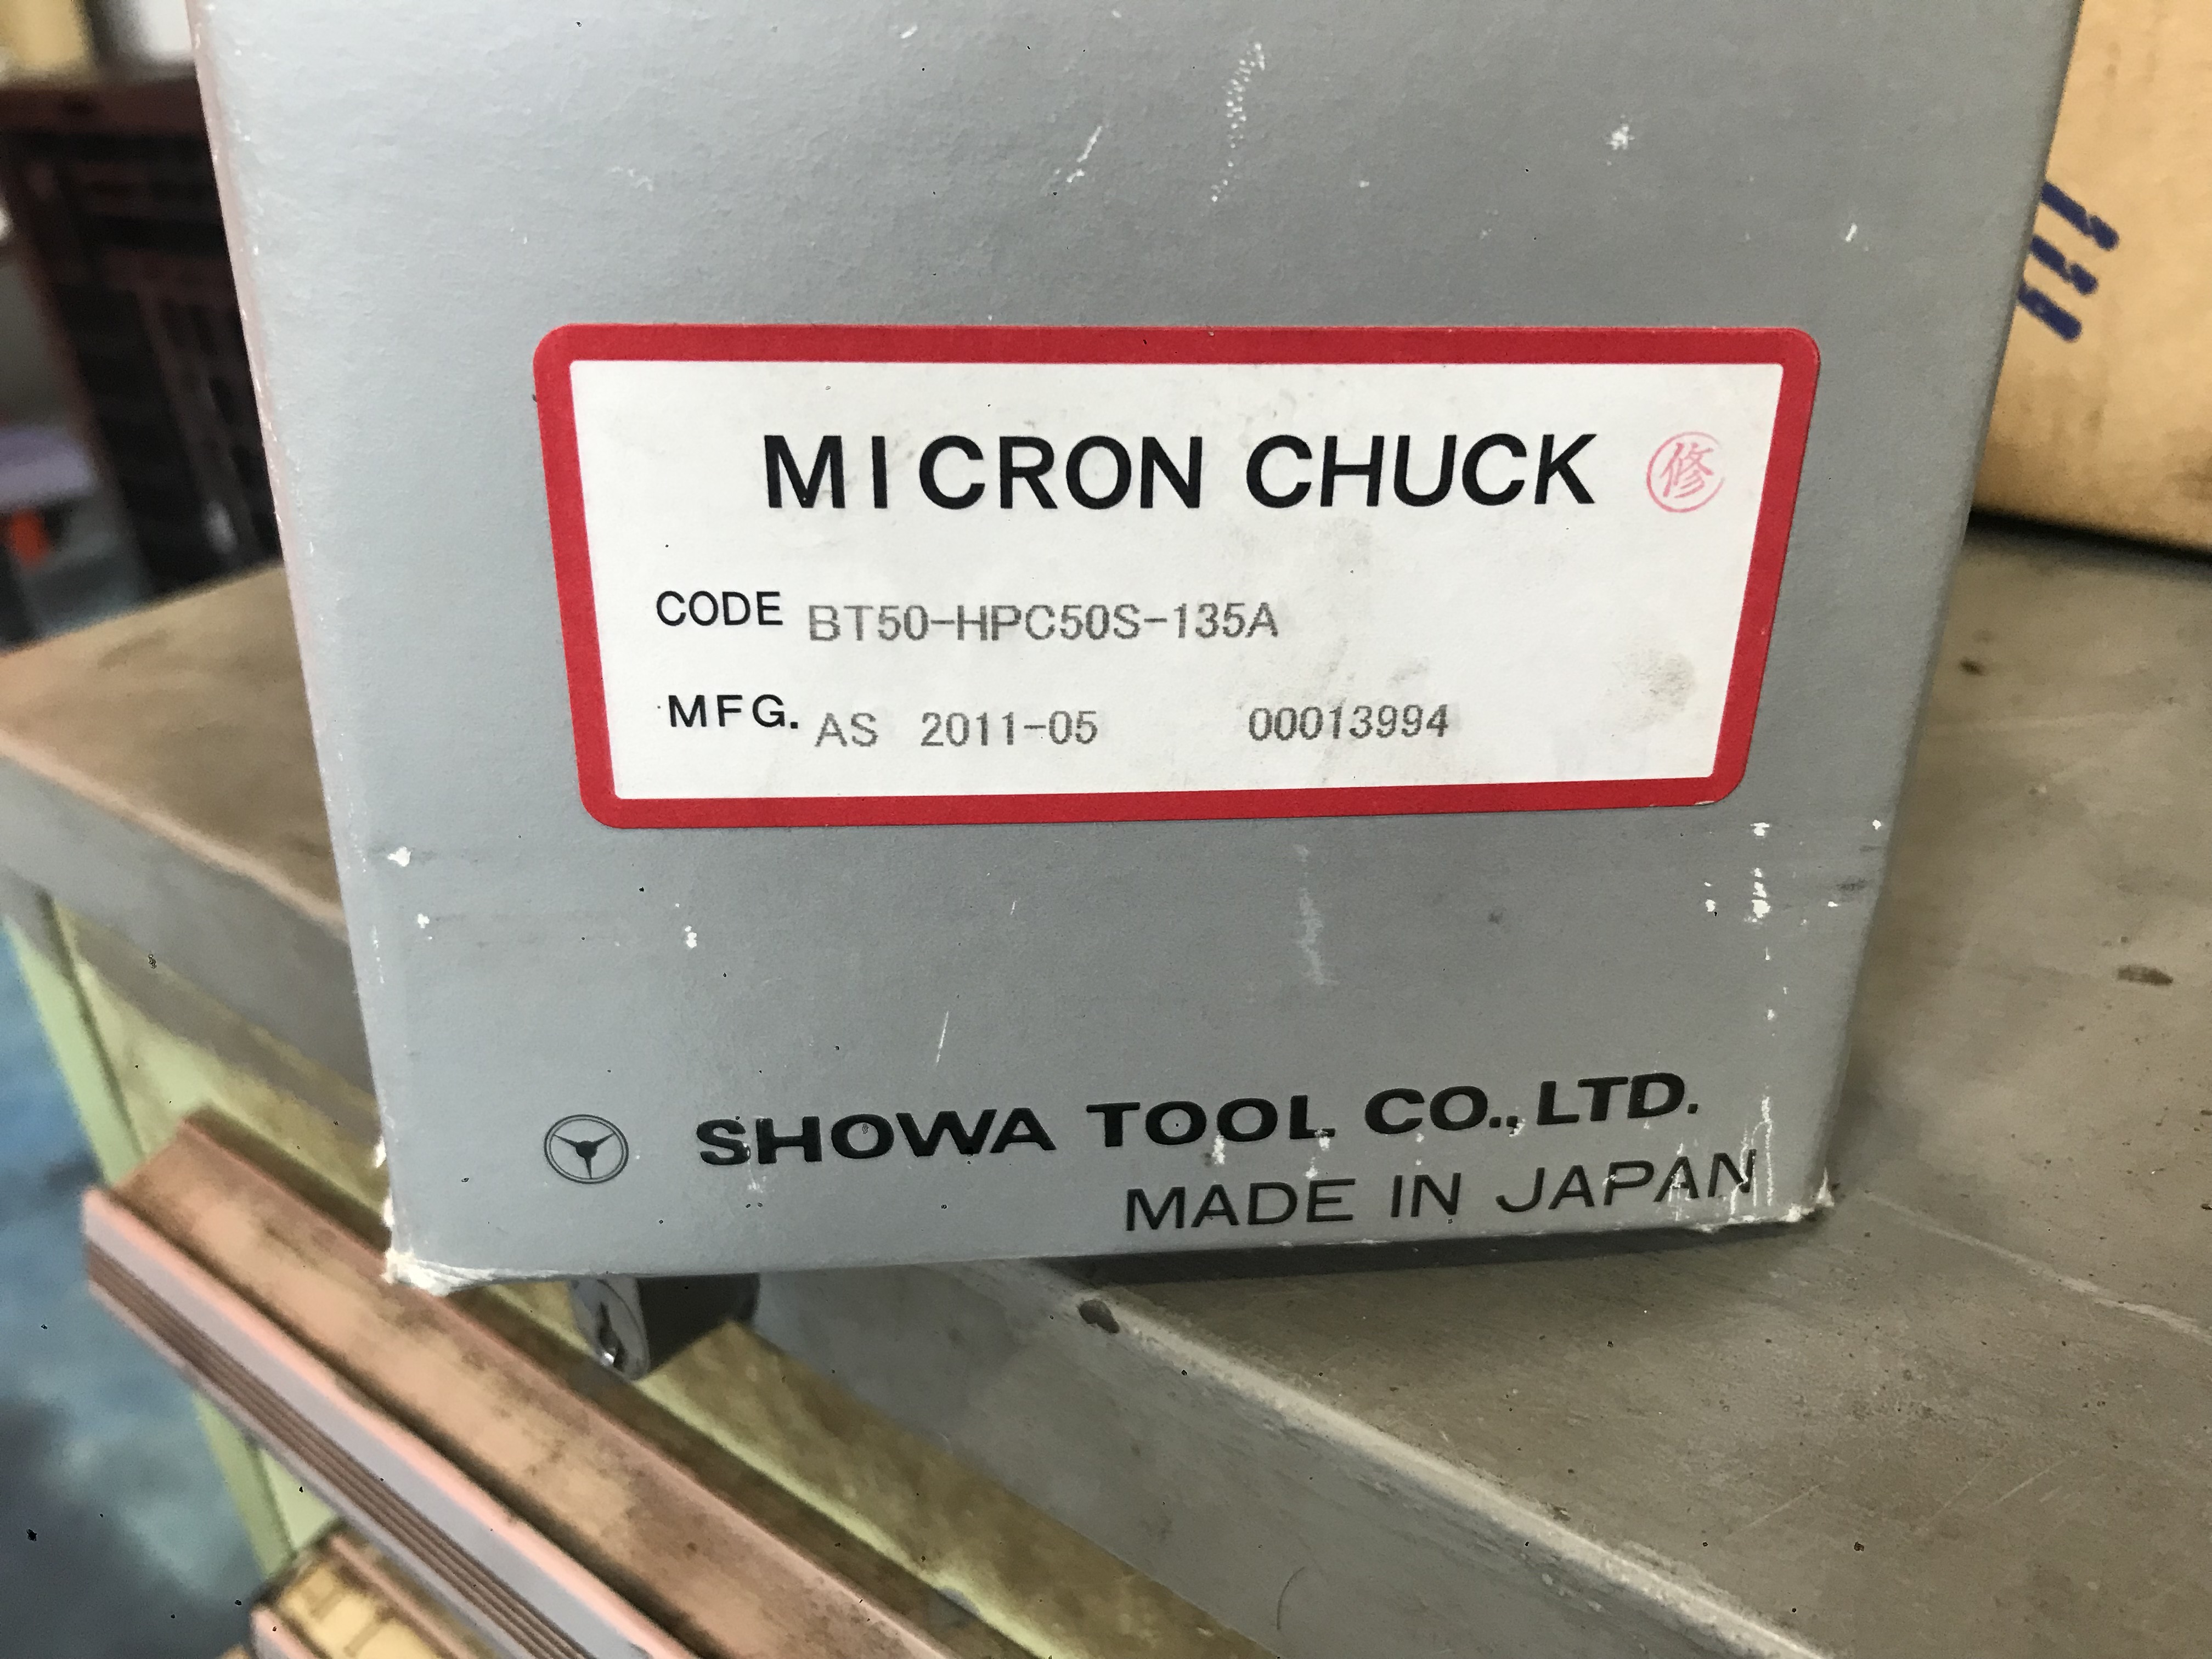 MICRON CHUCK 修
CODE BT50-HPC50S-135A
MFG. AS 2011-05 00013994
SHOWA TOOL CO.,LTD.
MADE IN JAPAN